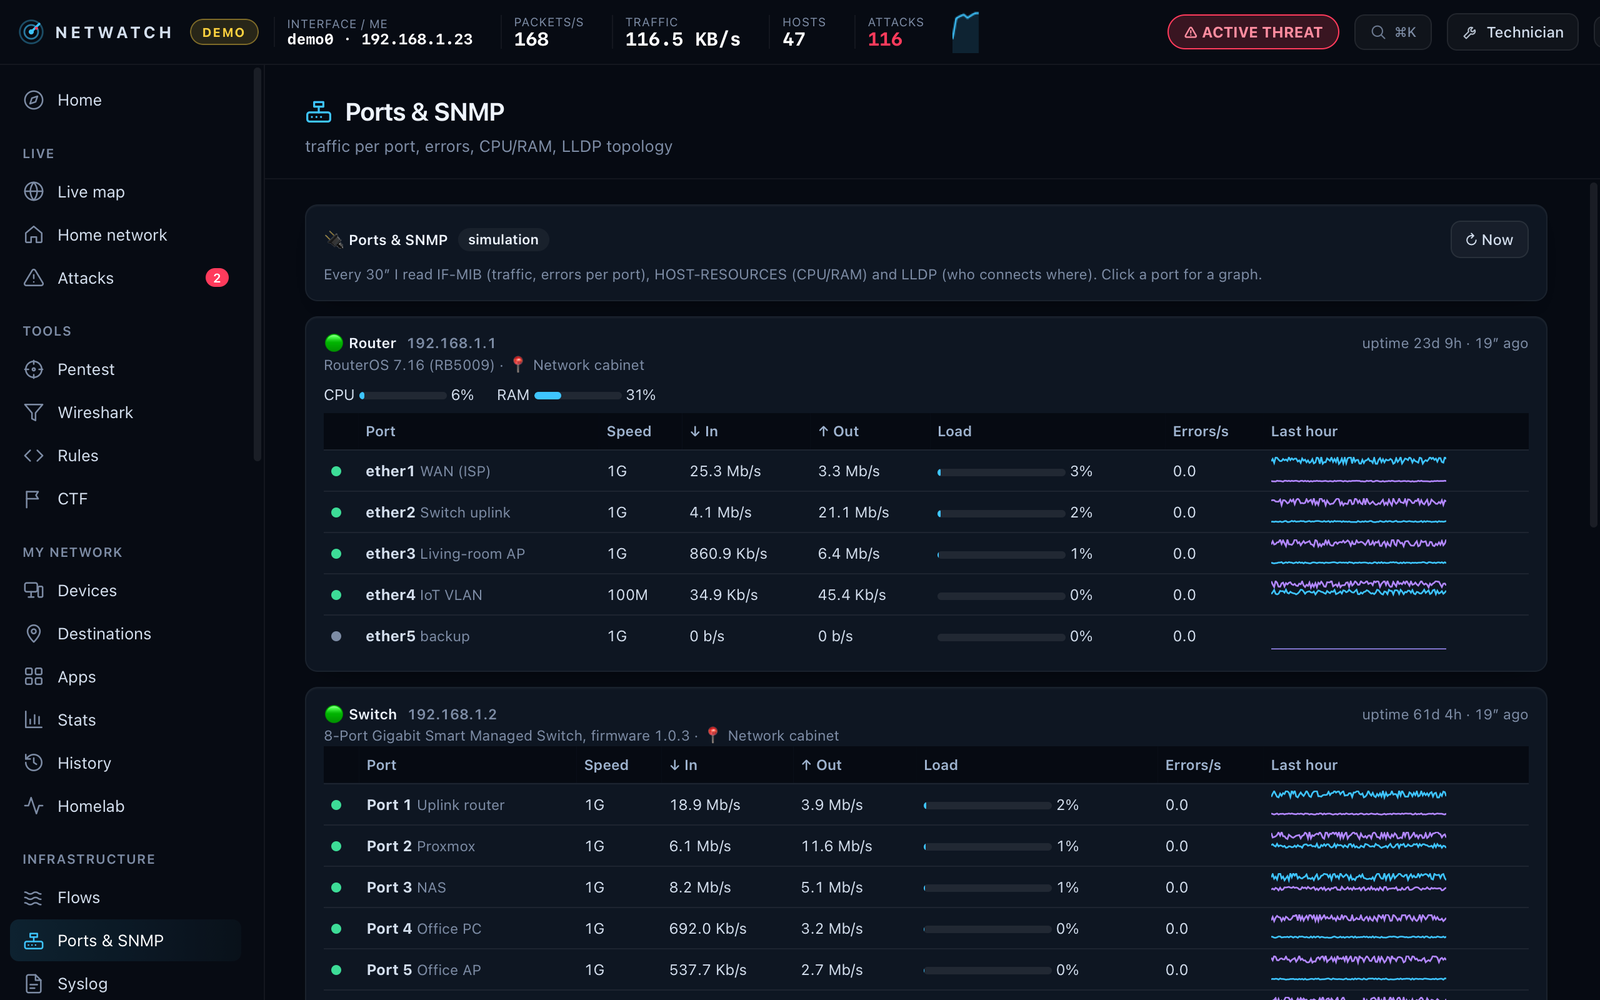 NETWATCH DEMO
INTERFACE / ME
demo0 · 192.168.1.23
PACKETS/S
168
TRAFFIC
116.5 KB/s
HOSTS
47
ATTACKS
116
ACTIVE THREAT
⌘K
Technician
Home
LIVE
Live map
Home network
Attacks 2
TOOLS
Pentest
Wireshark
Rules
CTF
MY NETWORK
Devices
Destinations
Apps
Stats
History
Homelab
INFRASTRUCTURE
Flows
Ports & SNMP
Syslog
Ports & SNMP
traffic per port, errors, CPU/RAM, LLDP topology
Ports & SNMP simulation
↻ Now
Every 30″ I read IF-MIB (traffic, errors per port), HOST-RESOURCES (CPU/RAM) and LLDP (who connects where). Click a port for a graph.
Router 192.168.1.1 uptime 23d 9h · 19″ ago
RouterOS 7.16 (RB5009) · 📍 Network cabinet
CPU 6% RAM 31%
Port Speed ↓ In ↑ Out Load Errors/s Last hour
ether1 WAN (ISP) 1G 25.3 Mb/s 3.3 Mb/s 3% 0.0
ether2 Switch uplink 1G 4.1 Mb/s 21.1 Mb/s 2% 0.0
ether3 Living-room AP 1G 860.9 Kb/s 6.4 Mb/s 1% 0.0
ether4 IoT VLAN 100M 34.9 Kb/s 45.4 Kb/s 0% 0.0
ether5 backup 1G 0 b/s 0 b/s 0% 0.0
Switch 192.168.1.2 uptime 61d 4h · 19″ ago
8-Port Gigabit Smart Managed Switch, firmware 1.0.3 · 📍 Network cabinet
Port Speed ↓ In ↑ Out Load Errors/s Last hour
Port 1 Uplink router 1G 18.9 Mb/s 3.9 Mb/s 2% 0.0
Port 2 Proxmox 1G 6.1 Mb/s 11.6 Mb/s 1% 0.0
Port 3 NAS 1G 8.2 Mb/s 5.1 Mb/s 1% 0.0
Port 4 Office PC 1G 692.0 Kb/s 3.2 Mb/s 0% 0.0
Port 5 Office AP 1G 537.7 Kb/s 2.7 Mb/s 0% 0.0